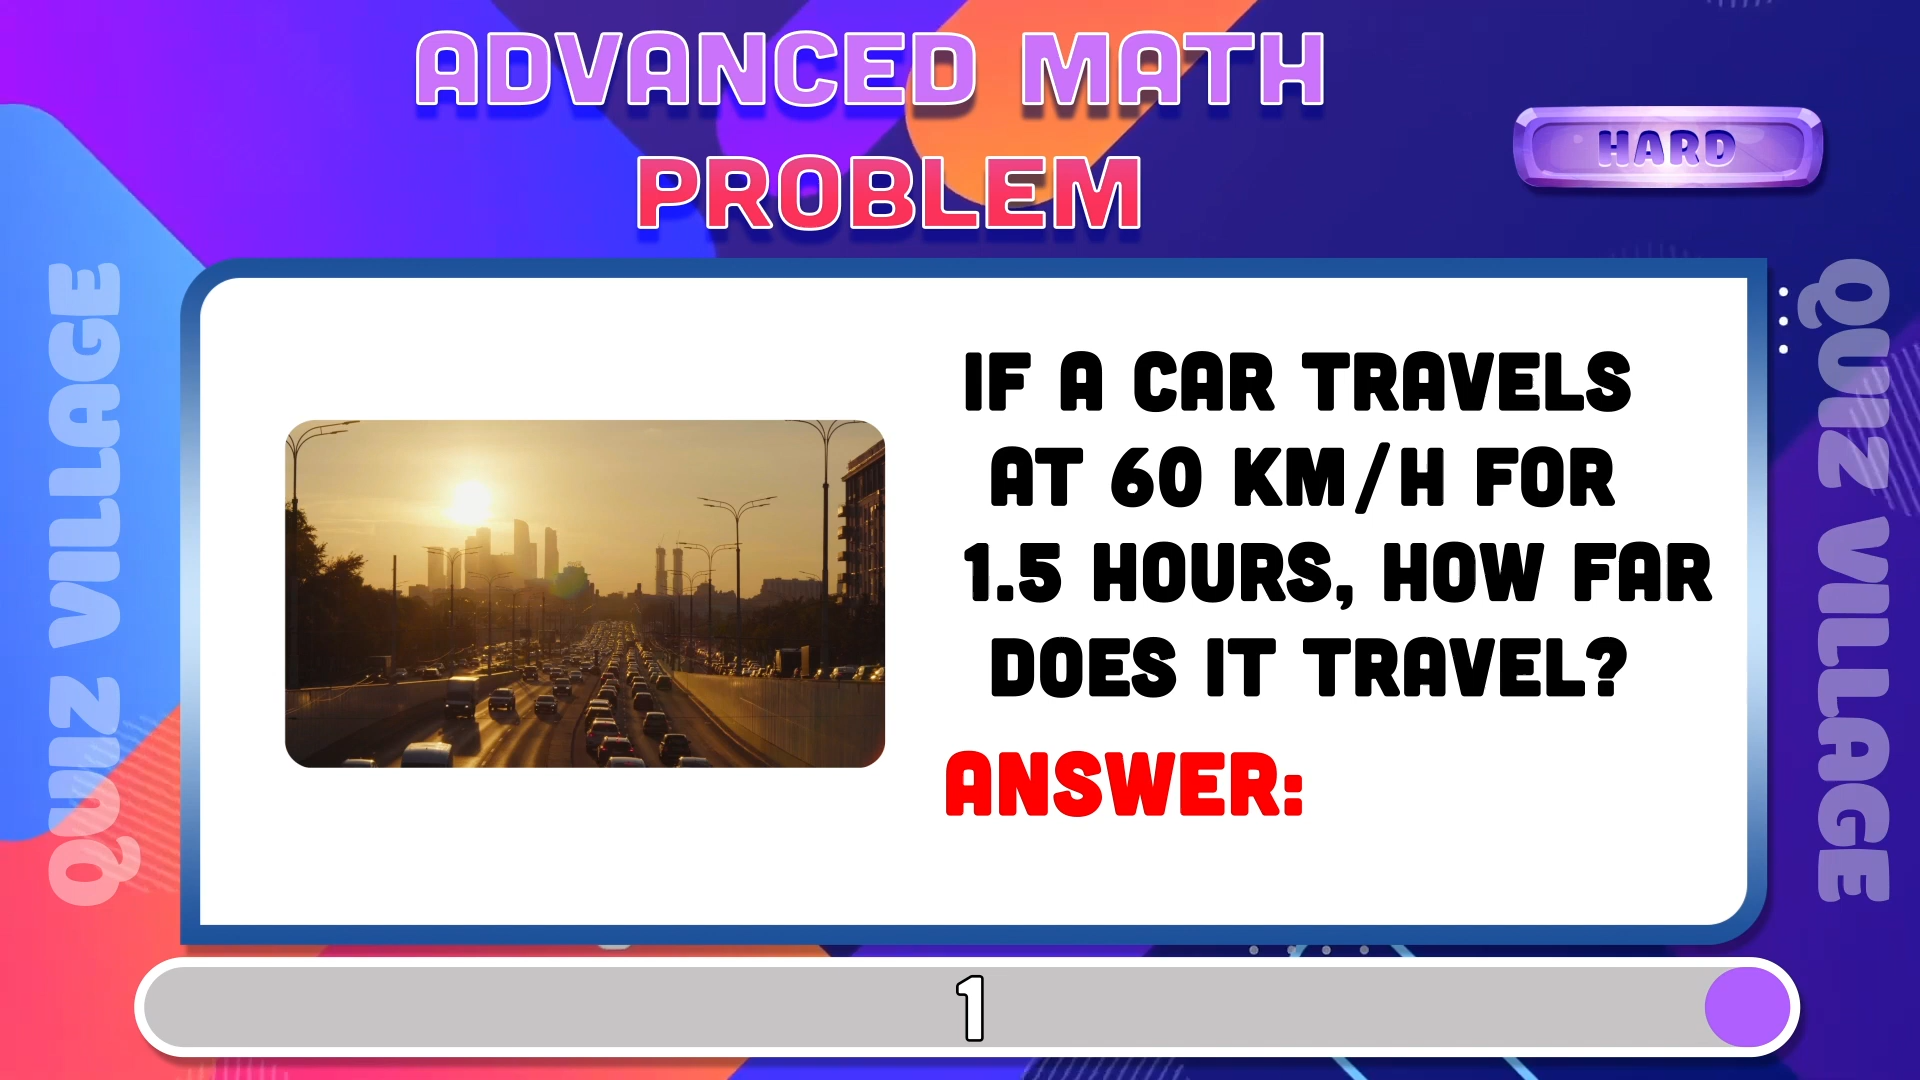 ADVANCED MATH
PROBLEM
HARD
QUIZ VILLAGE
IF A CAR TRAVELS
AT 60 KM/H FOR
1.5 HOURS, HOW FAR
DOES IT TRAVEL?
ANSWER:
QUIZ VILLAGE
1